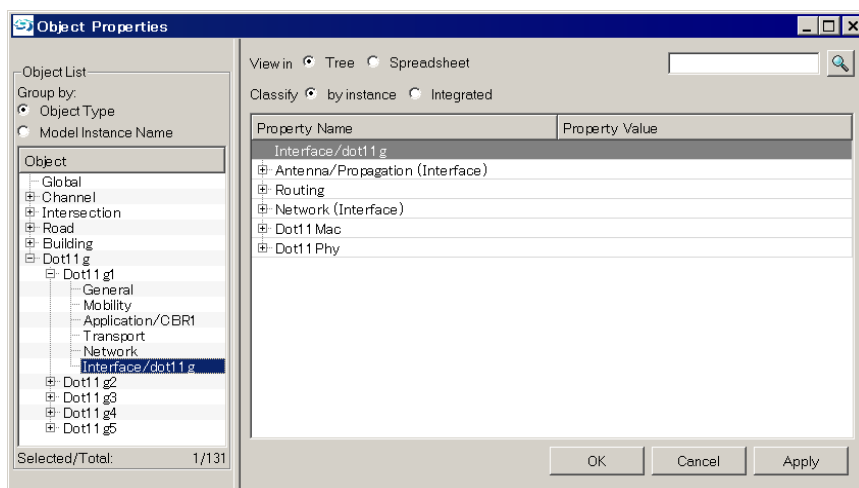 Object Properties
Object List
Group by:
Object Type
Model Instance Name
Object
Global
Channel
Intersection
Road
Building
Dot11g
Dot11g1
General
Mobility
Application/CBR1
Transport
Network
Interface/dot11g
Dot11g2
Dot11g3
Dot11g4
Dot11g5
Selected/Total: 1/131
View in Tree Spreadsheet
Classify by instance Integrated
Property Name Property Value
Interface/dot11g
Antenna/Propagation (Interface)
Routing
Network (Interface)
Dot11Mac
Dot11Phy
OK Cancel Apply